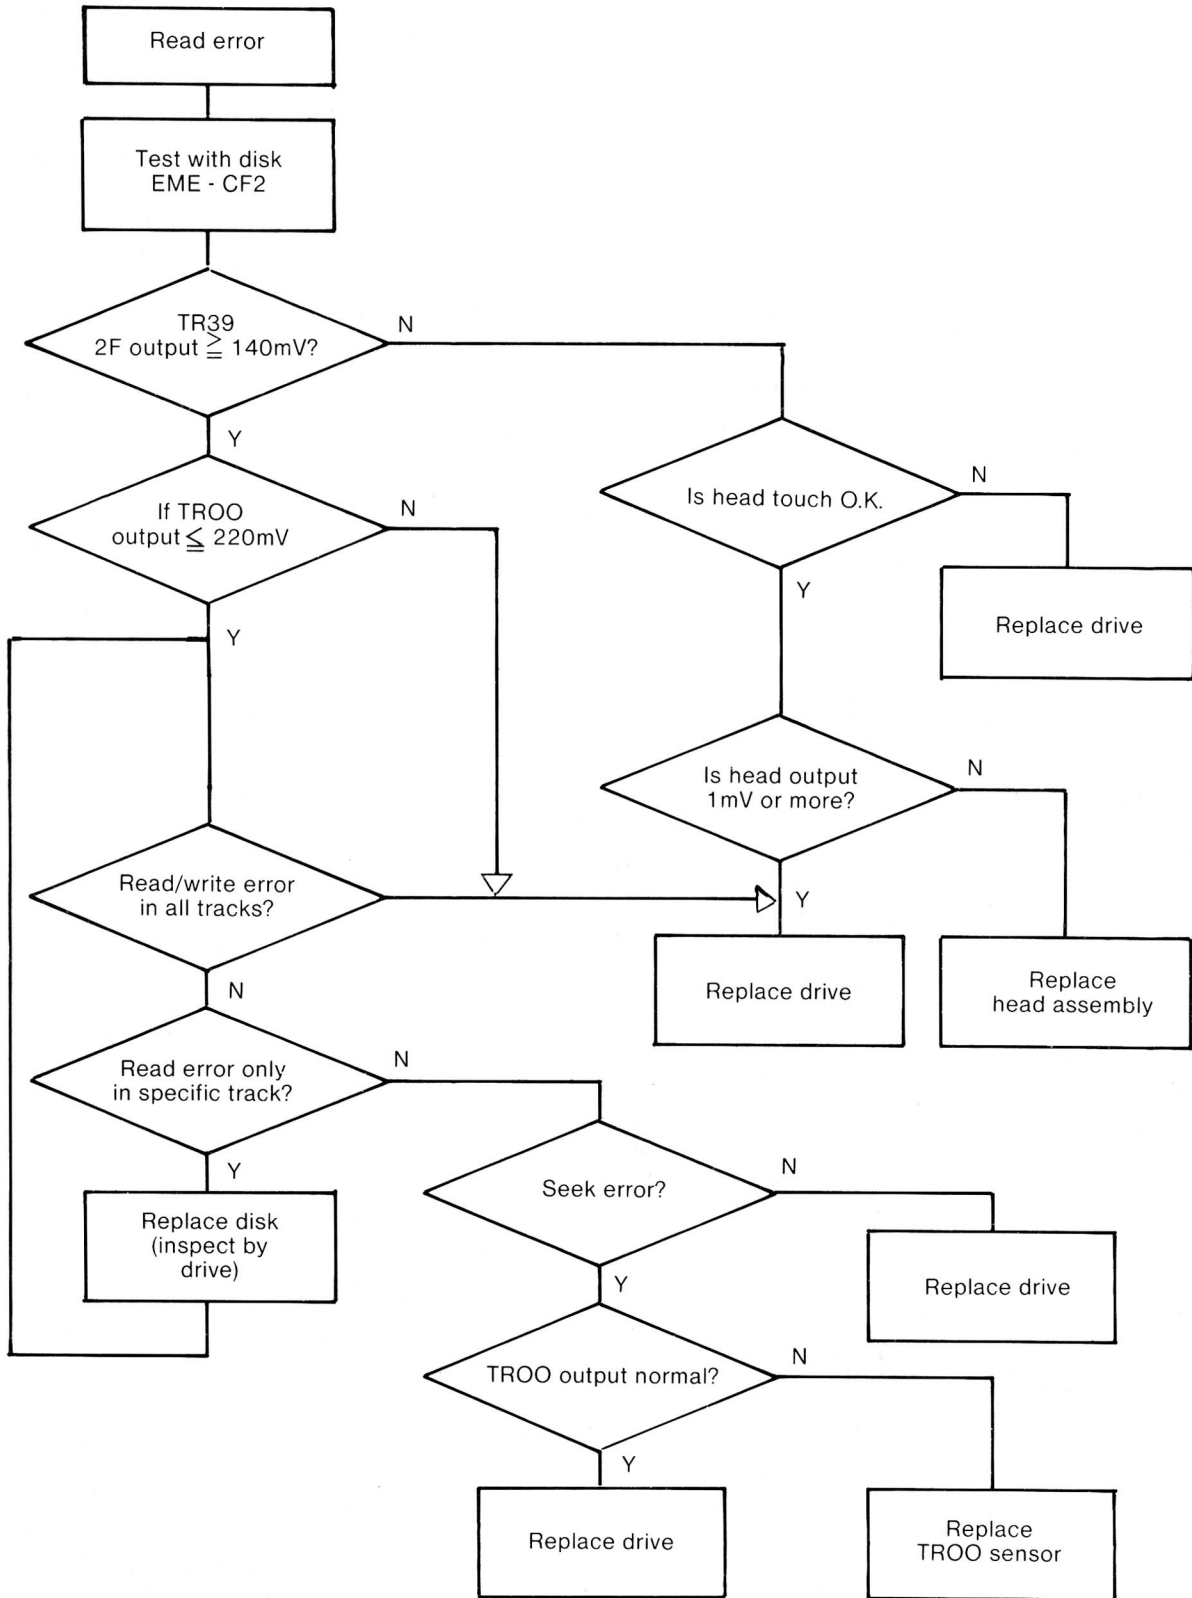 Read error
Test with disk
EME - CF2
TR39
2F output ≧ 140mV?
N
Y
If TROO
output ≦ 220mV
N
Y
Is head touch O.K.
N
Y
Replace drive
Is head output
1mV or more?
N
Y
Read/write error
in all tracks?
N
Replace drive
Replace
head assembly
Read error only
in specific track?
N
Y
Replace disk
(inspect by
drive)
Seek error?
N
Y
Replace drive
TROO output normal?
N
Y
Replace drive
Replace
TROO sensor